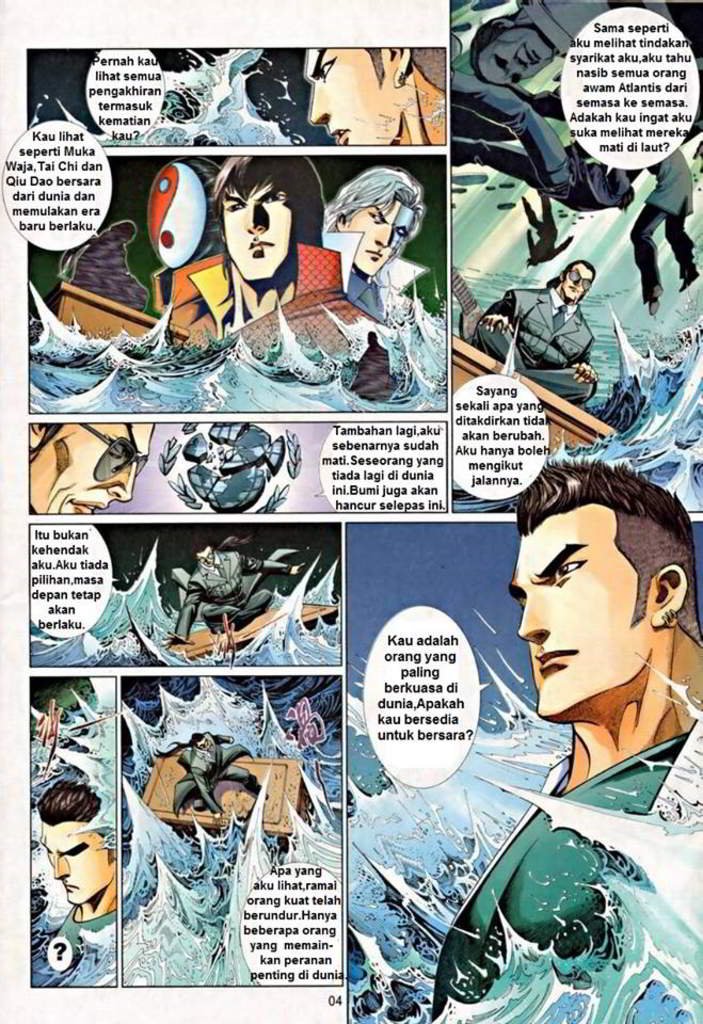 Pernah kau
lihat semua
pengakhiran
termasuk
kematian
kau?
Sama seperti
aku melihat tindakan
syarikat aku,aku tahu
nasib semua orang
awam Atlantis dari
semasa ke semasa.
Adakah kau ingat aku
suka melihat mereka
mati di laut?
Kau lihat
seperti Muka
Waja,Tai Chi dan
Qiu Dao bersara
dari dunia dan
memulakan era
baru berlaku.
Sayang
sekali apa yang
ditakdirkan tidak
akan berubah.
Aku hanya boleh
mengikut
jalannya.
Tambahan lagi,aku
sebenarnya sudah
mati.Seseorang yang
tiada lagi di dunia
ini.Bumi juga akan
hancur selepas ini.
Itu bukan
kehendak
aku.Aku tiada
pilihan,masa
depan tetap
akan
berlaku.
Kau adalah
orang yang
paling
berkuasa di
dunia,Apakah
kau bersedia
untuk bersara?
?
Apa yang
aku lihat,ramai
orang kuat telah
berundur.Hanya
beberapa orang
yang memain-
kan peranan
penting di dunia.
04